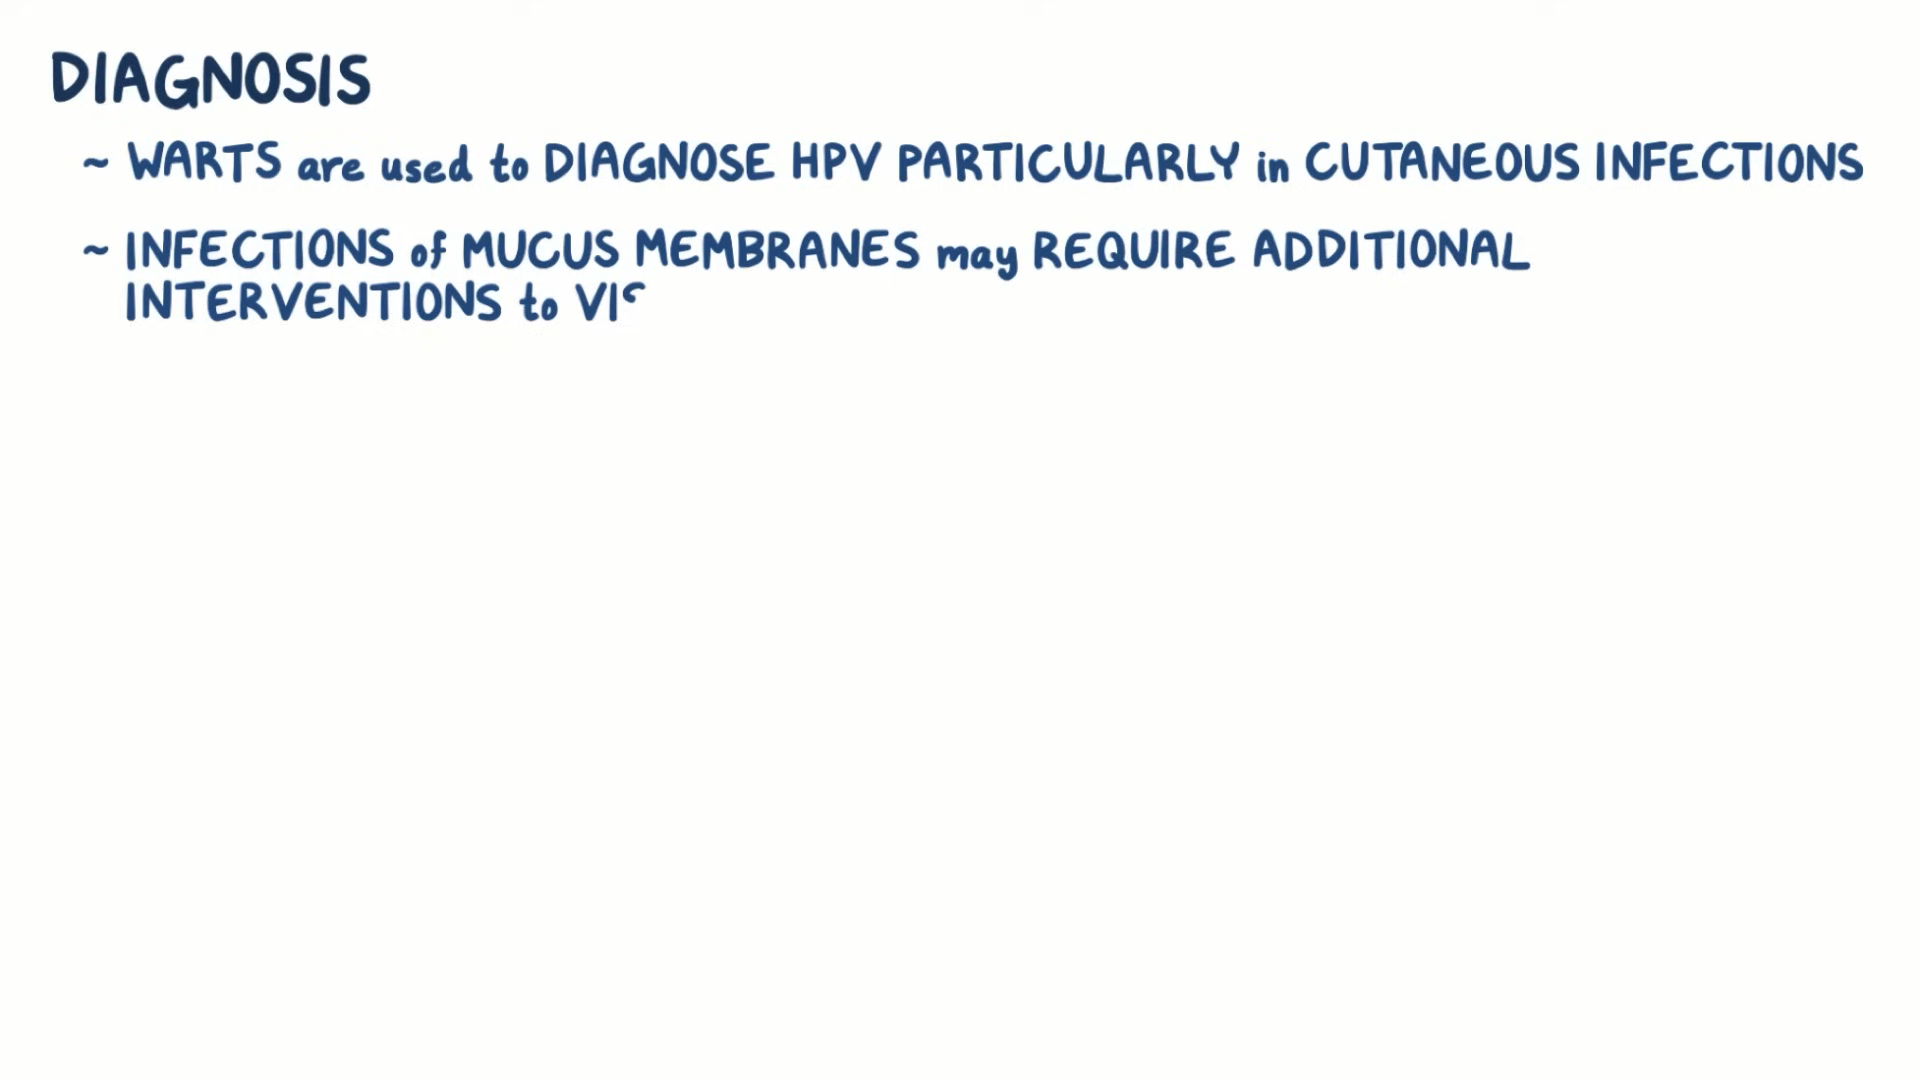 DIAGNOSIS
~ WARTS are used to DIAGNOSE HPV PARTICULARLY in CUTANEOUS INFECTIONS
~ INFECTIONS of MUCUS MEMBRANES may REQUIRE ADDITIONAL
INTERVENTIONS to